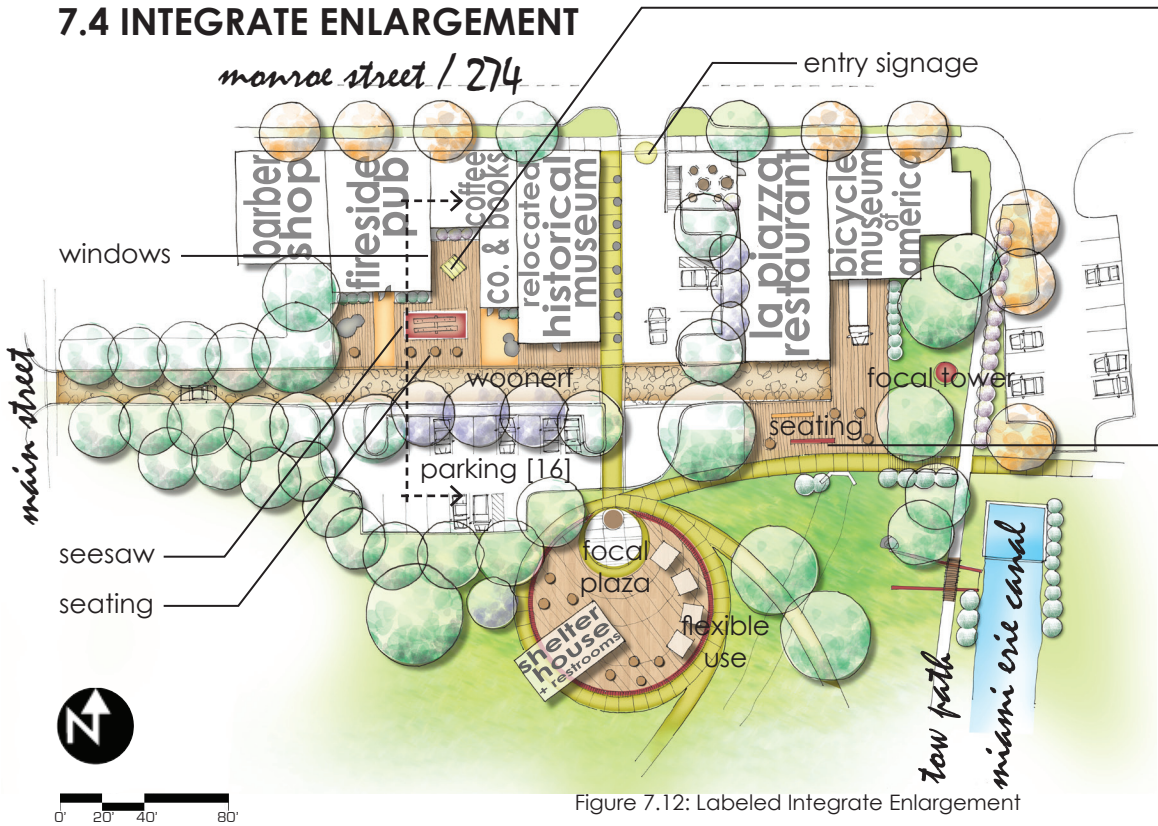 7.4 INTEGRATE ENLARGEMENT
monroe street / 274
entry signage
barber
shop
fireside
pub
coffee
co. & books
relocated
historical
museum
la piazza
restaurant
bicycle
museum
of
america
windows
main street
woonerf
focal tower
seating
parking [16]
seesaw
seating
focal
plaza
flexible
use
shelter
house
+ restrooms
tow path
miami erie canal
N
0' 20' 40' 80'
Figure 7.12: Labeled Integrate Enlargement